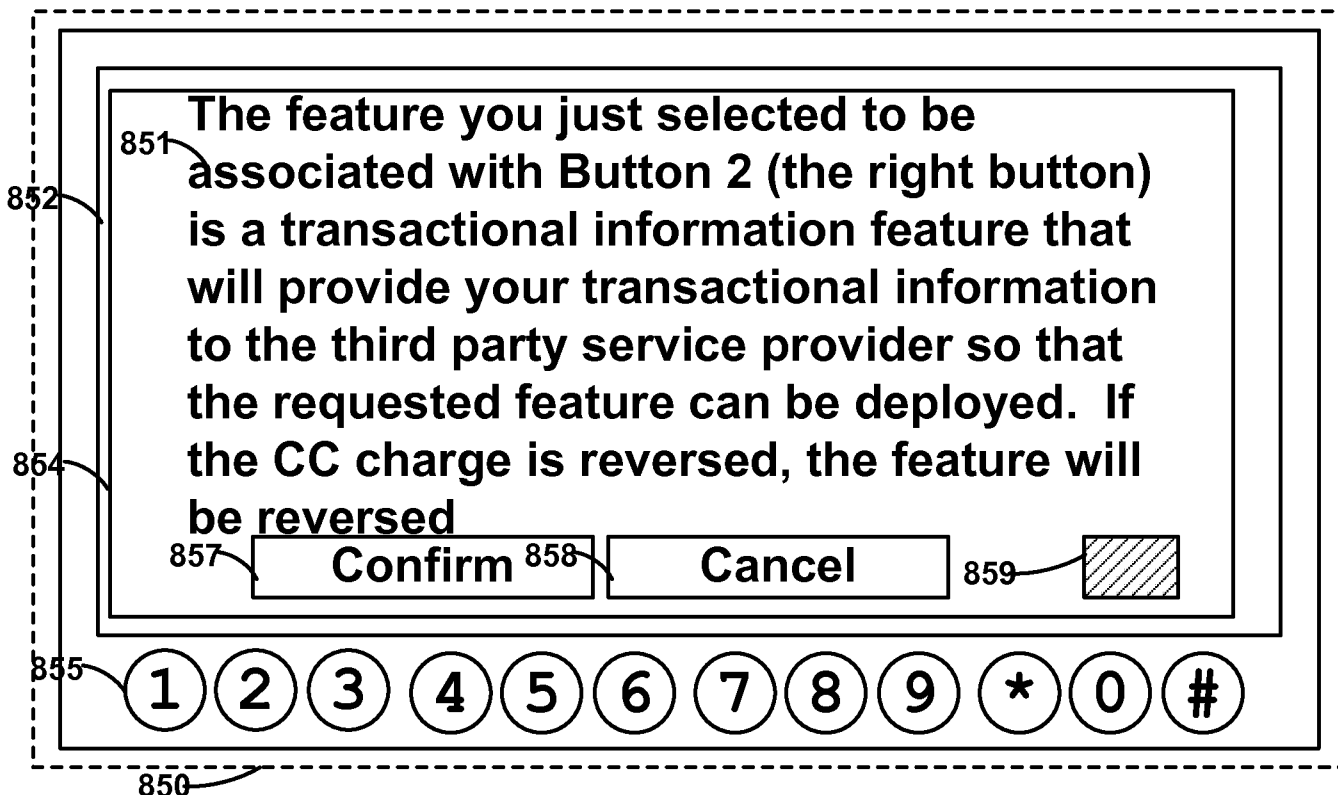 The feature you just selected to be
851
associated with Button 2 (the right button)
852
is a transactional information feature that
will provide your transactional information
to the third party service provider so that
the requested feature can be deployed.  If
864
the CC charge is reversed, the feature will
be reversed
857 Confirm 858 Cancel 859
855
1 2 3 4 5 6 7 8 9 * 0 #
850